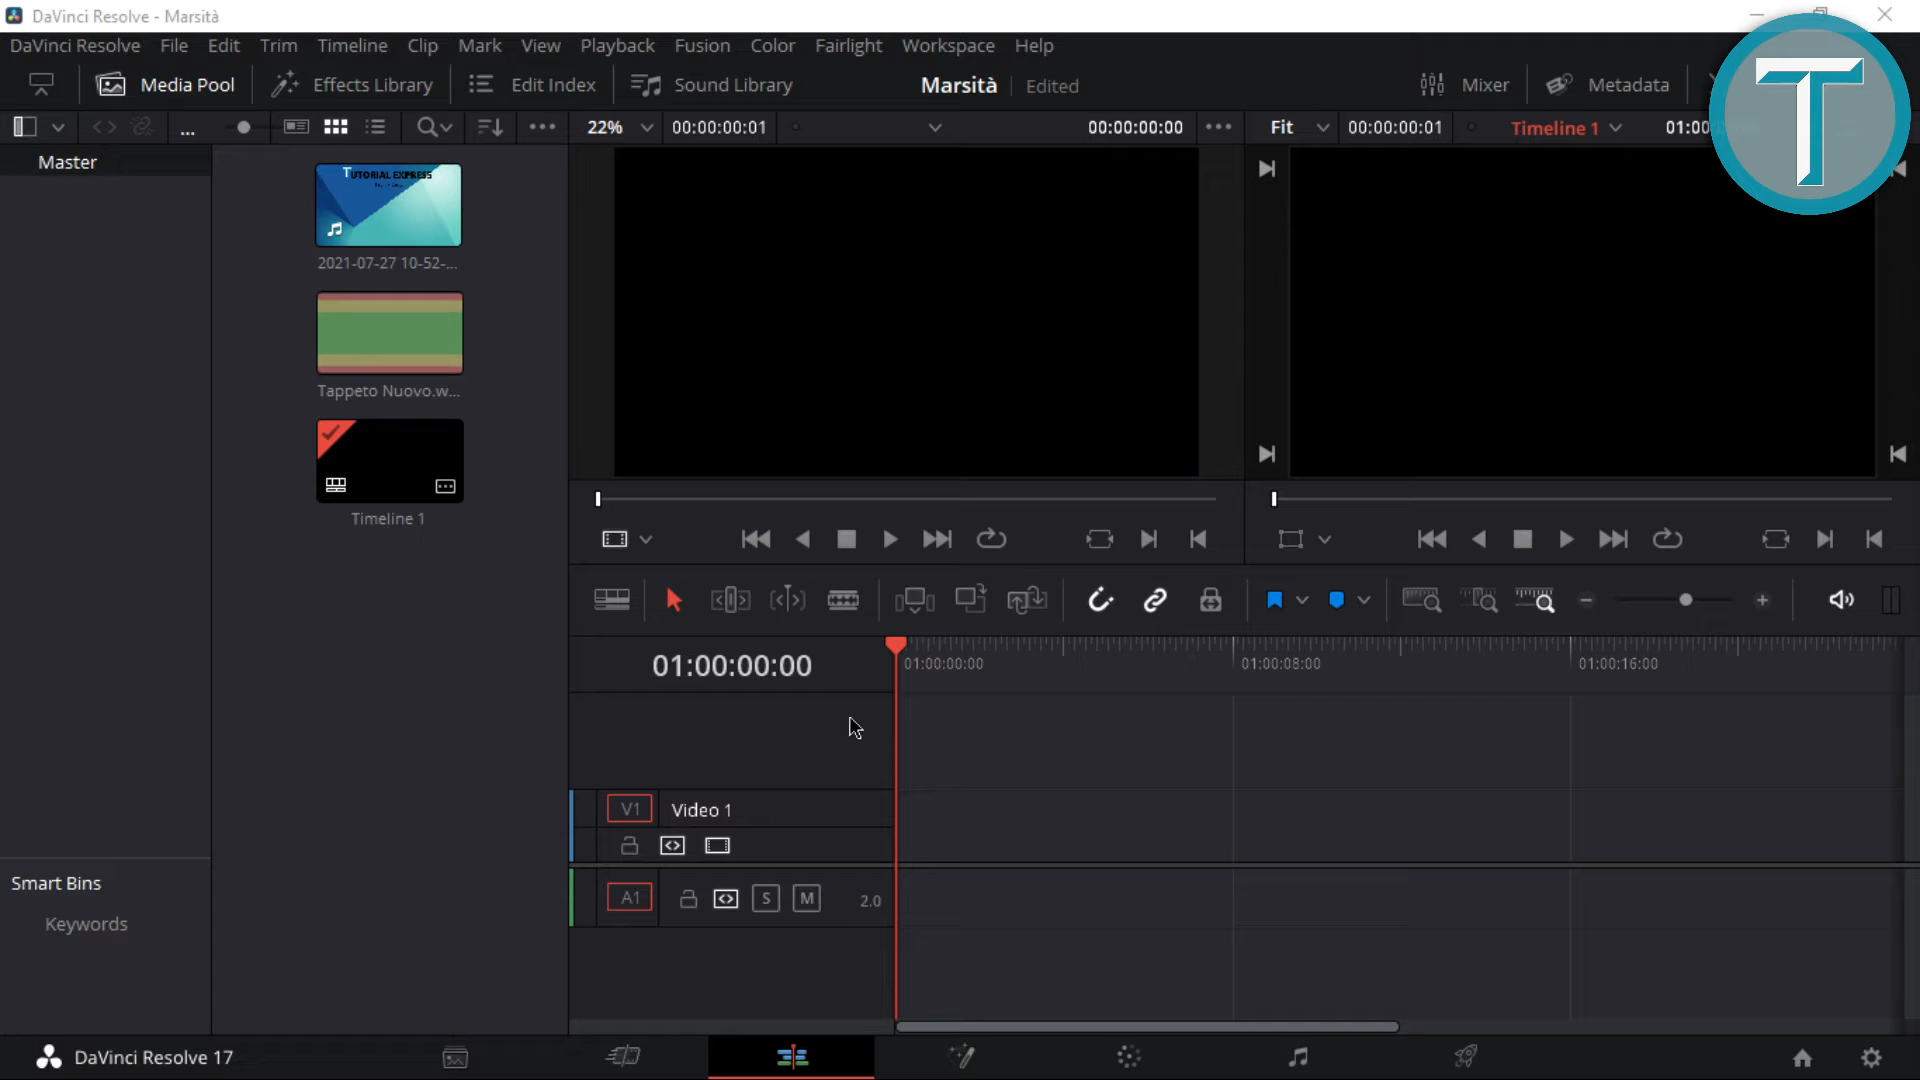 DaVinci Resolve - Marsità
DaVinci Resolve File Edit Trim Timeline Clip Mark View Playback Fusion Color Fairlight Workspace Help
Media Pool Effects Library Edit Index Sound Library Marsità Edited Mixer Metadata
... 22% 00:00:00:01 00:00:00:00 ••• Fit 00:00:00:01 Timeline 1 01:00
T
Master
TUTORIAL EXPRESS
2021-07-27 10-52-...
Tappeto Nuovo.w...
Timeline 1
01:00:00:00
01:00:00:00 01:00:08:00 01:00:16:00
V1 Video 1
A1 S M 2.0
Smart Bins
Keywords
DaVinci Resolve 17